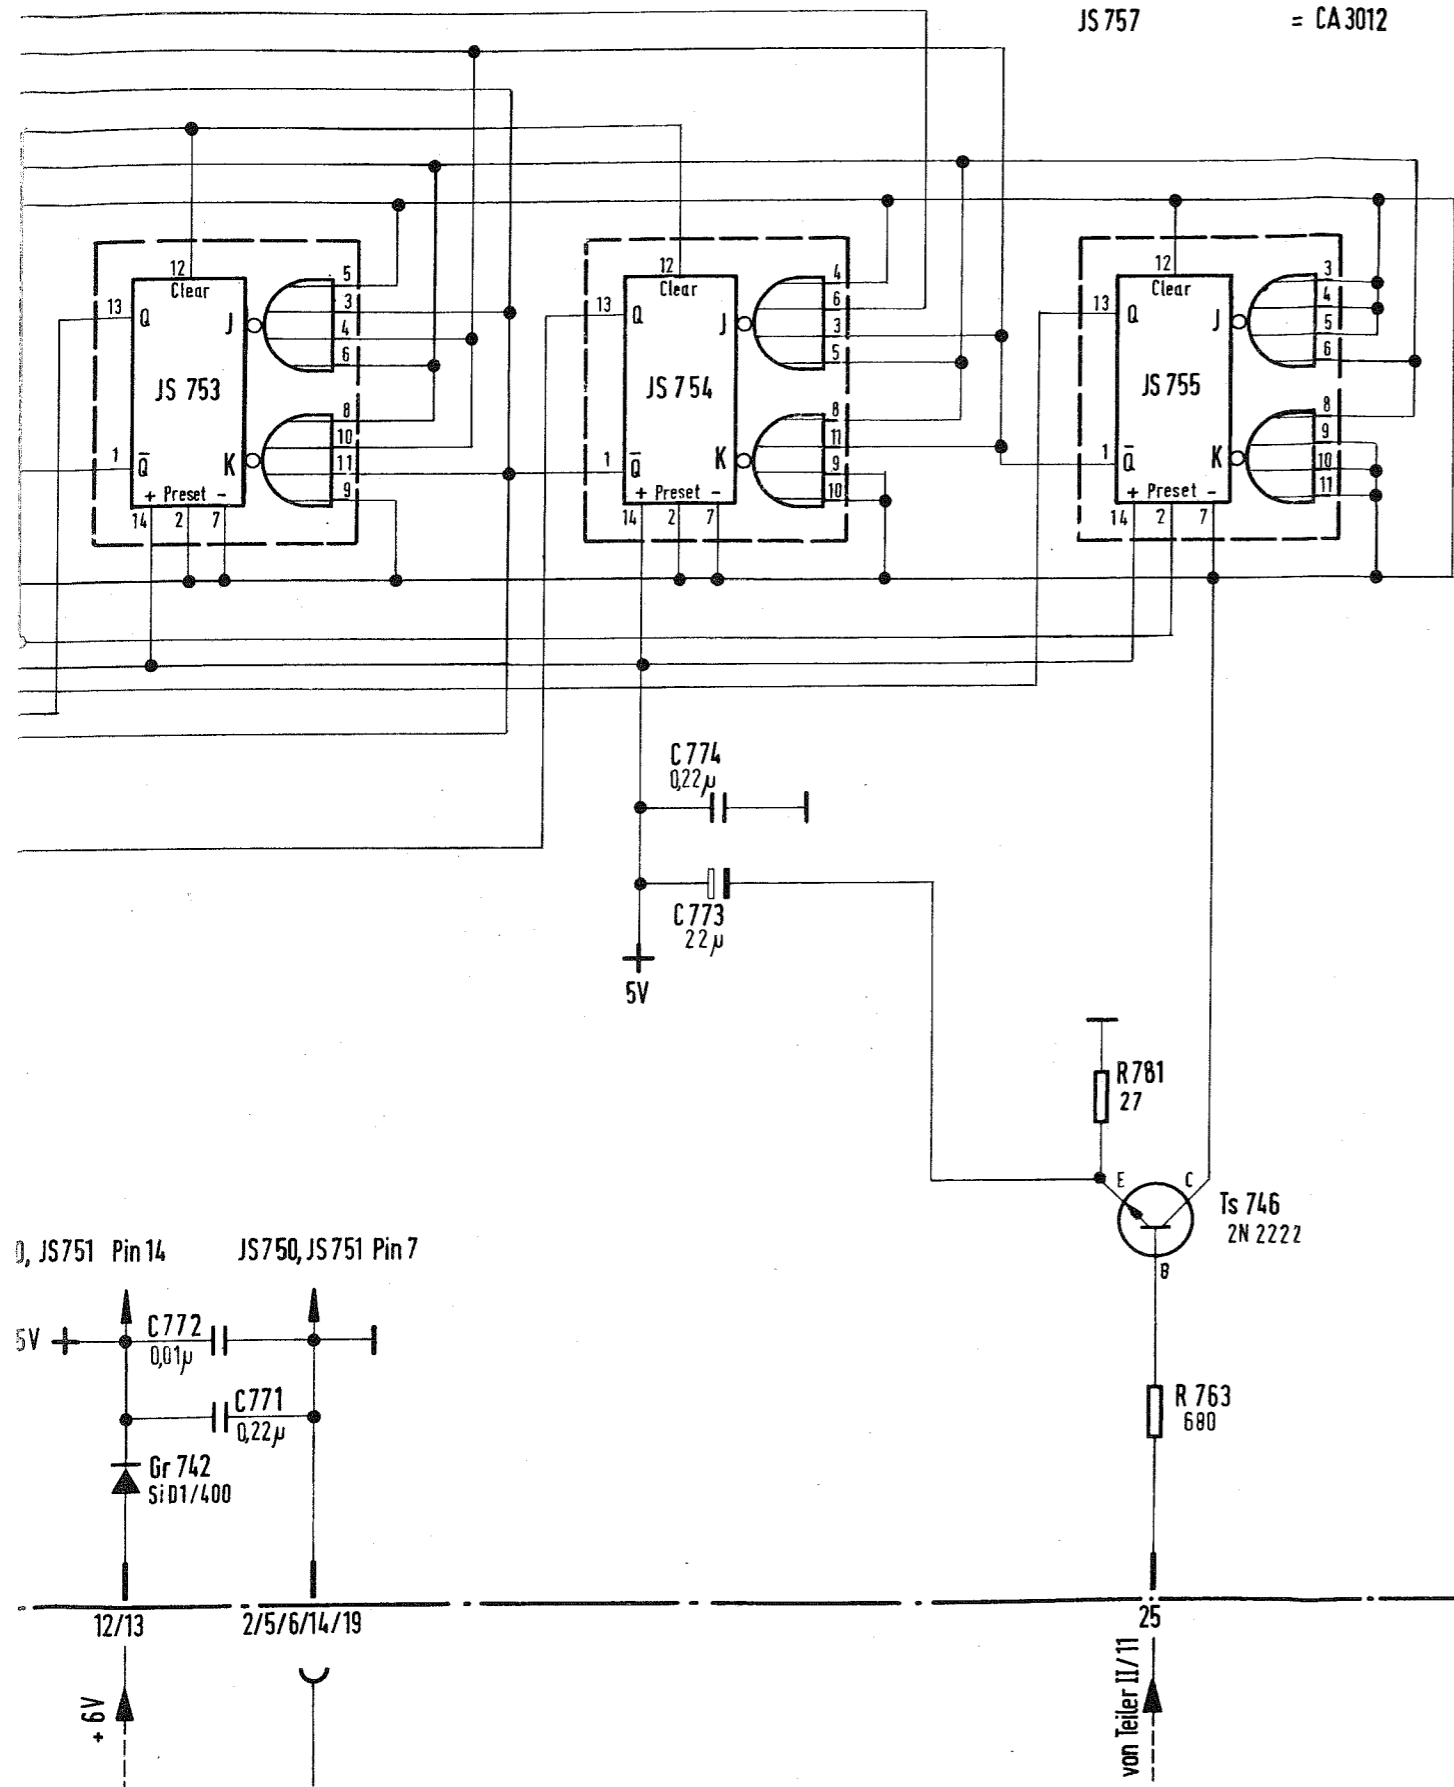 JS 757 = CA 3012
12
Clear
13 Q J
5
3
4
6
JS 753
8
10
11
9
1 Q̅ K
+ Preset -
14 2 7
12
Clear
13 Q J
4
6
3
5
JS 754
8
11
9
10
1 Q̅ K
+ Preset -
14 2 7
12
Clear
13 Q J
3
4
5
6
JS 755
8
9
10
11
1 Q̅ K
+ Preset -
14 2 7
C 774
0,22µ
C 773
22µ
5V
R 781
27
E C
Ts 746
2N 2222
B
), JS 751 Pin 14
JS 750, JS 751 Pin 7
5V
C 772
0,01µ
C 771
0,22µ
Gr 742
Si D1/400
R 763
680
12/13
2/5/6/14/19
25
+ 6V
von Teiler II/11